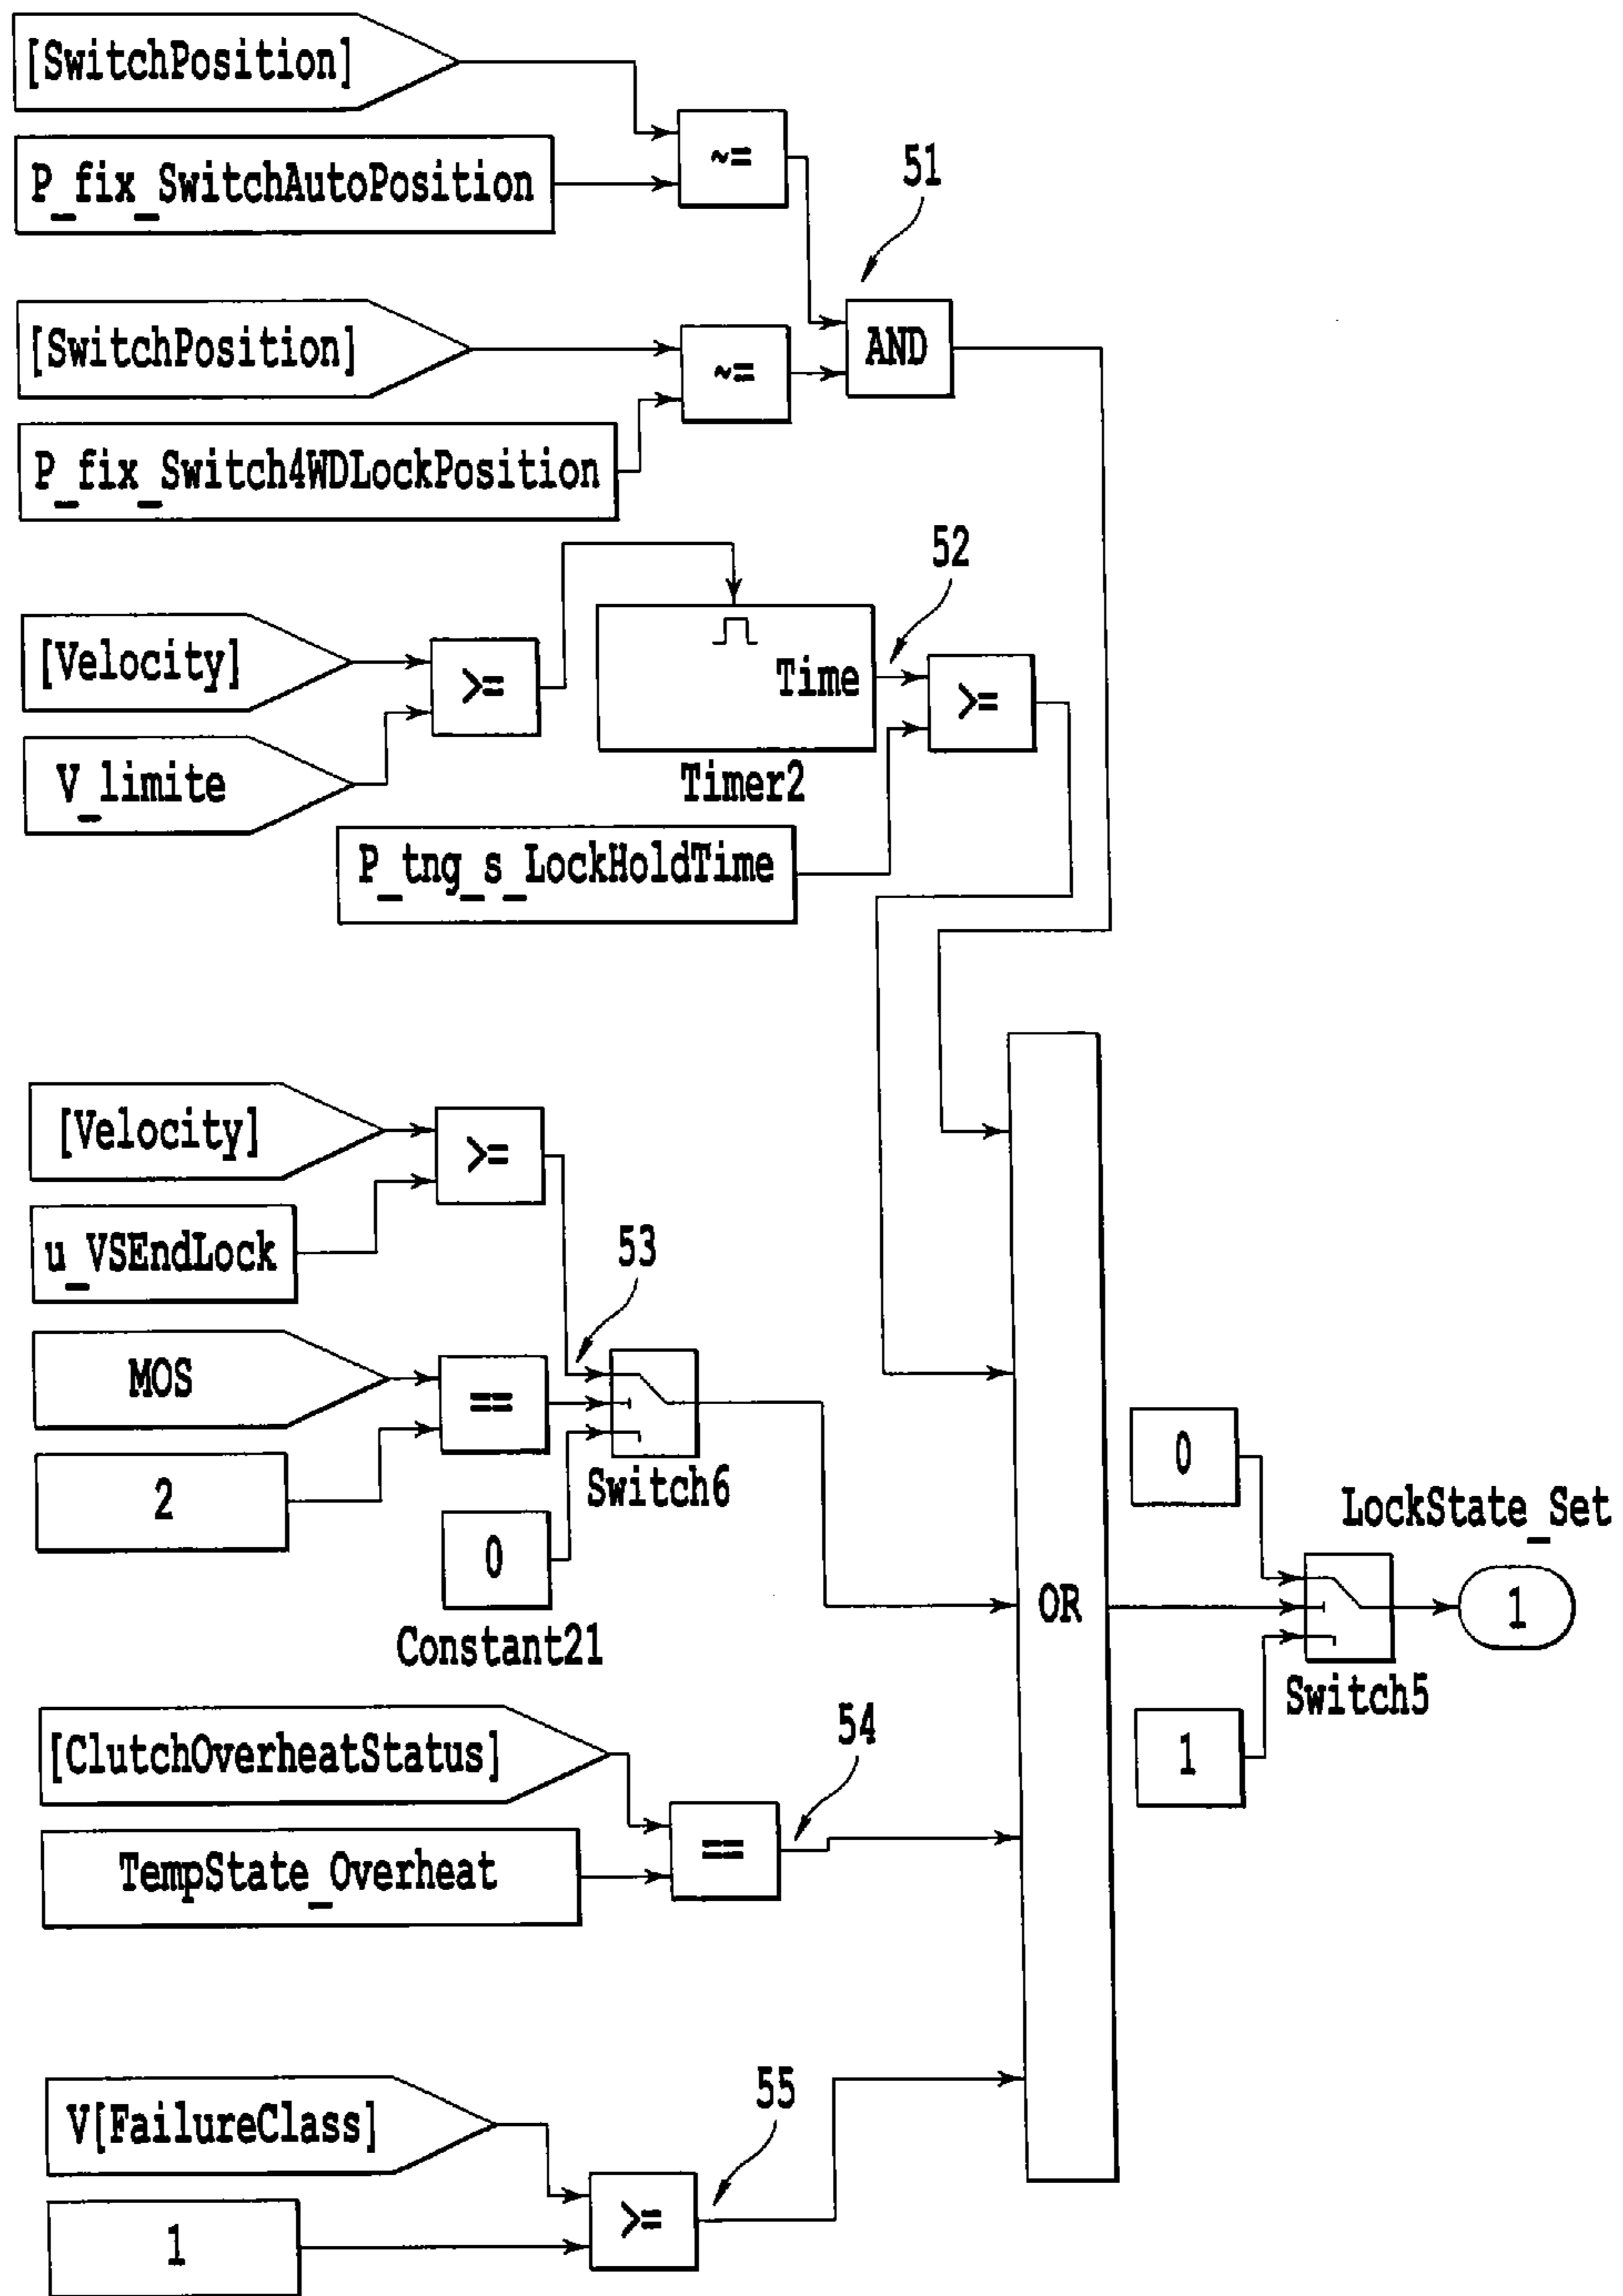 [SwitchPosition]
P_fix_SwitchAutoPosition
~=
51
[SwitchPosition]
P_fix_Switch4WDLockPosition
~=
AND
52
[Velocity]
V_limite
>=
Time
Timer2
>=
P_tng_s_LockHoldTime
[Velocity]
u_VSEndLock
>=
53
MOS
2
==
Switch6
0
Constant21
OR
0
LockState_Set
1
Switch5
1
[ClutchOverheatStatus]
TempState_Overheat
==
54
V[FailureClass]
1
>=
55